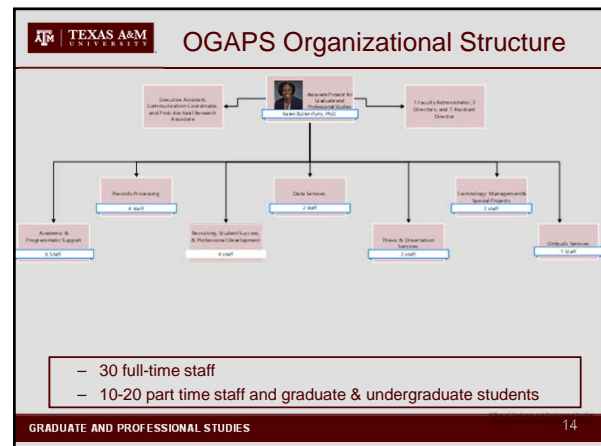 TEXAS A&M
UNIVERSITY
OGAPS Organizational Structure
Executive Assistant,
Communication Coordinator,
and Post-doctoral Research
Associate
Associate Provost for
Graduate and
Professional Studies
Karen Butler-Purry, PhD
1 Faculty Administrator, 3
Directors, and 1 Assistant
Director
Records Processing
4 staff
Data Services
2 staff
Technology Management &
Special Projects
3 staff
Academic &
Programmatic Support
Recruiting, Student Success,
& Professional Development
4 staff
Thesis & Dissertation
Services
3 staff
Ombuds Services
1 Staff
– 30 full-time staff
– 10-20 part time staff and graduate & undergraduate students
GRADUATE AND PROFESSIONAL STUDIES
14